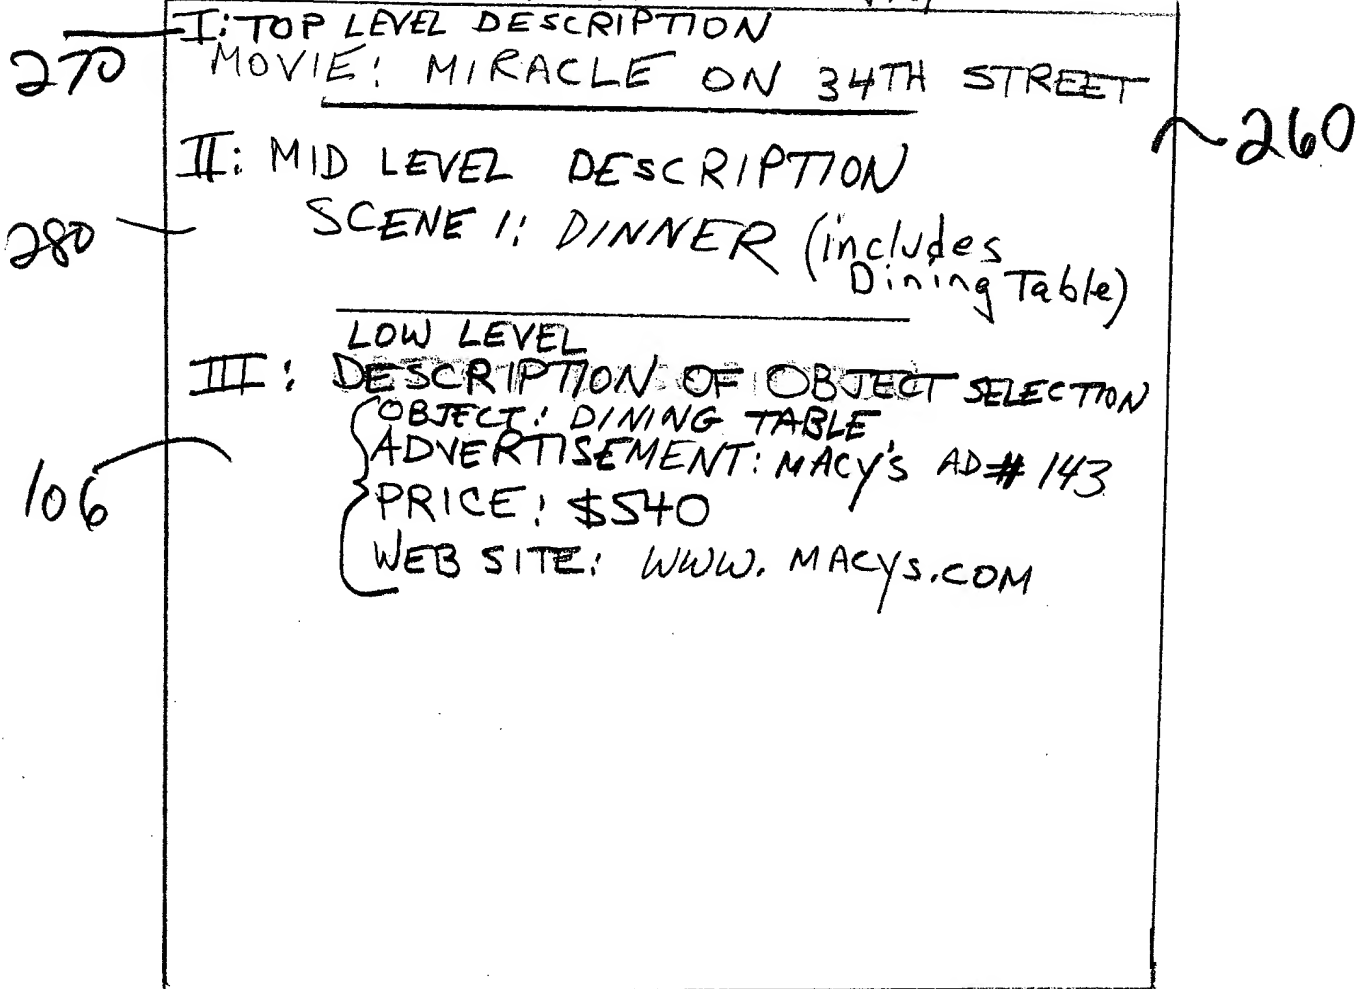 I: TOP LEVEL DESCRIPTION
270
MOVIE: MIRACLE ON 34TH STREET
260
II: MID LEVEL DESCRIPTION
280
SCENE 1: DINNER (includes
Dining Table)
LOW LEVEL
III: DESCRIPTION OF OBJECT SELECTION
OBJECT: DINING TABLE
ADVERTISEMENT: MACY'S AD# 143
106
PRICE: $540
WEB SITE: WWW. MACYS.COM